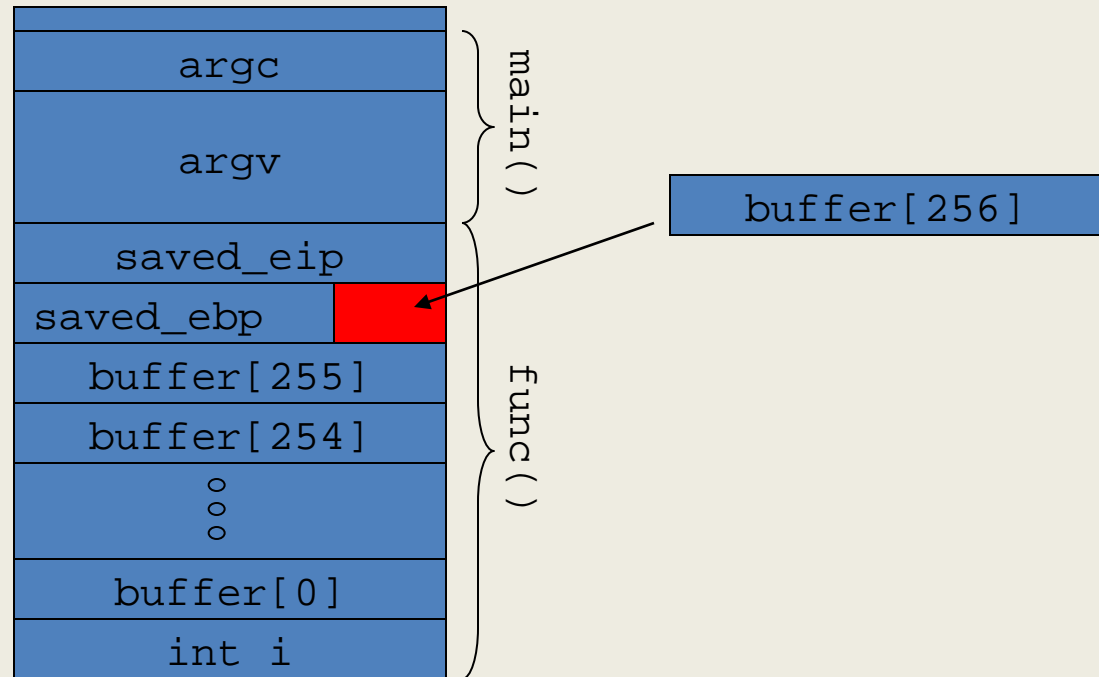 argc
argv
main()
buffer[256]
saved_eip
saved_ebp
buffer[255]
buffer[254]
func()
buffer[0]
int i